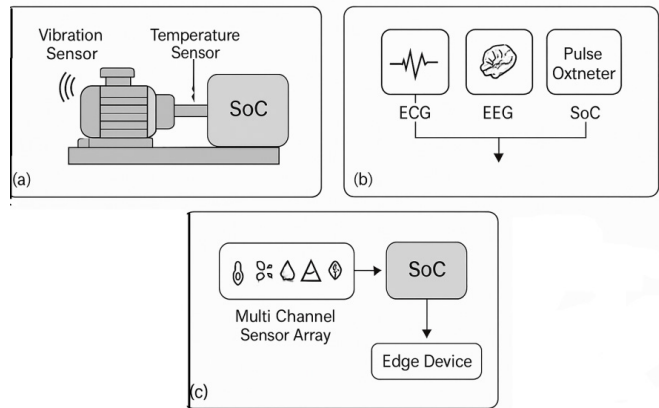 Vibration
Sensor
Temperature
Sensor
SoC
(a)
Pulse
Oxtneter
ECG
EEG
SoC
(b)
SoC
Multi Channel
Sensor Array
Edge Device
(c)